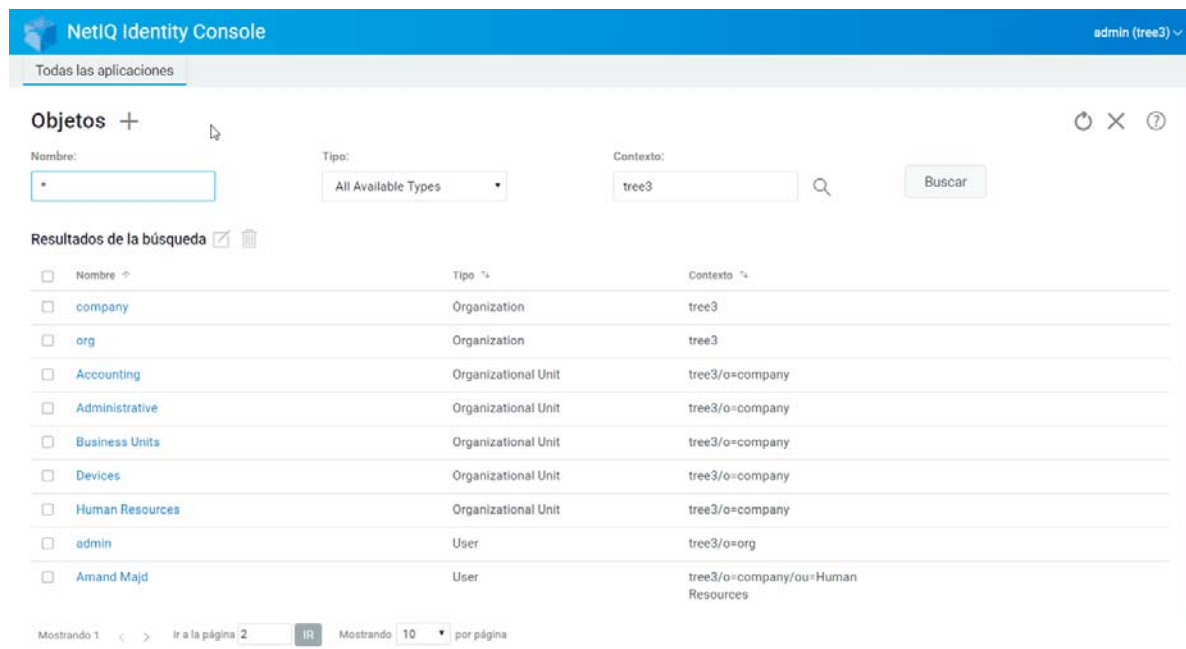 NetIQ Identity Console
admin (tree3)
Todas las aplicaciones
Objetos
Nombre: Tipo: Contexto:
* All Available Types tree3 Buscar
Resultados de la búsqueda
Nombre Tipo Contexto
company Organization tree3
org Organization tree3
Accounting Organizational Unit tree3/o=company
Administrative Organizational Unit tree3/o=company
Business Units Organizational Unit tree3/o=company
Devices Organizational Unit tree3/o=company
Human Resources Organizational Unit tree3/o=company
admin User tree3/o=org
Amand Majd User tree3/o=company/ou=Human
Resources
Mostrando 1 Ir a la página 2 IR Mostrando 10 por página